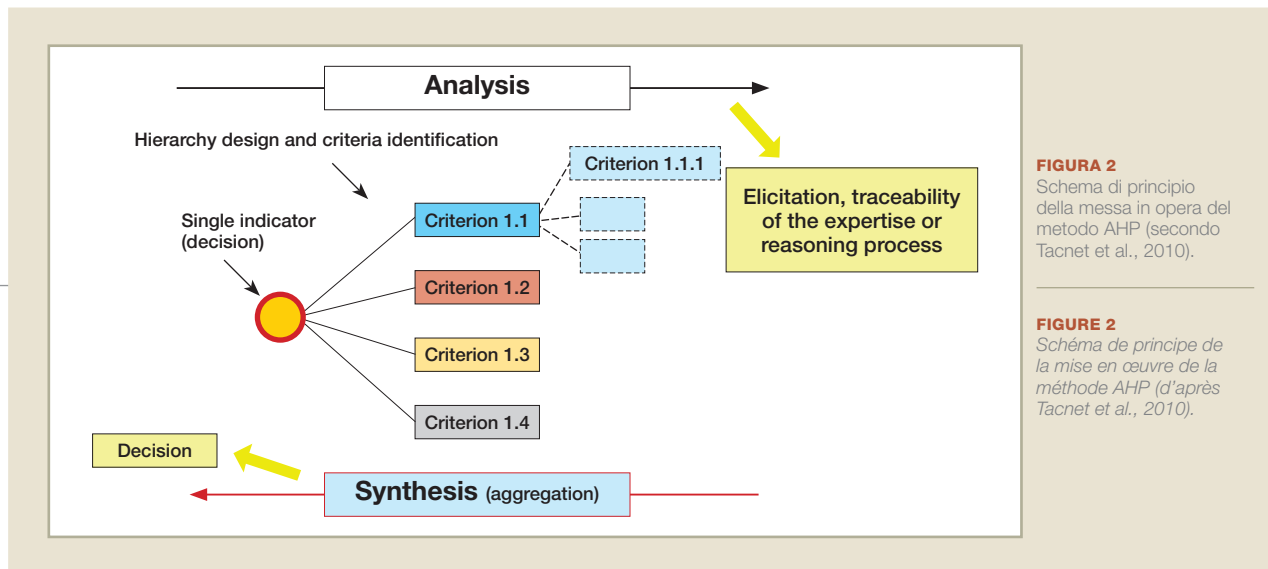 Analysis
Hierarchy design and criteria identification
Criterion 1.1.1
Elicitation, traceability
of the expertise or
reasoning process
Single indicator
(decision)
Criterion 1.1
Criterion 1.2
Criterion 1.3
Criterion 1.4
Decision
Synthesis (aggregation)
FIGURA 2
Schema di principio
della messa in opera del
metodo AHP (secondo
Tacnet et al., 2010).
FIGURE 2
Schéma de principe de
la mise en œuvre de la
méthode AHP (d'après
Tacnet et al., 2010).